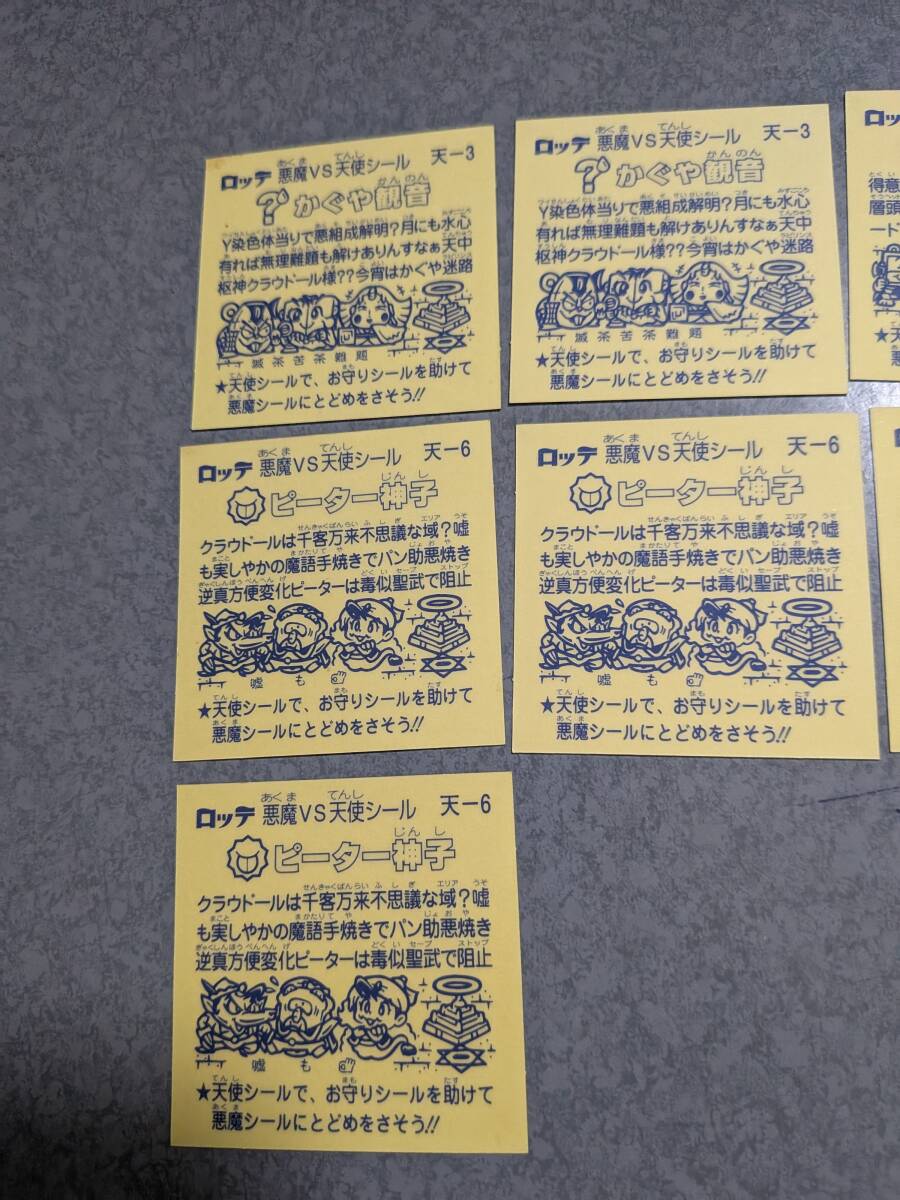 ロッテ 悪魔VS天使シール 天-3
かぐや観音
Y染色体当りで悪組成解明?月にも水心
有れば無理難題も解けありんすなぁ天中
枢神クラウドール様??今宵はかぐや迷路
滅茶苦茶難題
★天使シールで、お守りシールを助けて
悪魔シールにとどめをさそう!!
ロッテ 悪魔VS天使シール 天-3
かぐや観音
Y染色体当りで悪組成解明?月にも水心
有れば無理難題も解けありんすなぁ天中
枢神クラウドール様??今宵はかぐや迷路
滅茶苦茶難題
★天使シールで、お守りシールを助けて
悪魔シールにとどめをさそう!!
ロッ
得意
層頭
ード
★天
悪
ロッテ 悪魔VS天使シール 天-6
ピーター神子
クラウドールは千客万来不思議な域?嘘
も実しやかの魔語手焼きでパン助悪焼き
逆真方便変化ピーターは毒似聖武で阻止
嘘も
★天使シールで、お守りシールを助けて
悪魔シールにとどめをさそう!!
ロッテ 悪魔VS天使シール 天-6
ピーター神子
クラウドールは千客万来不思議な域?嘘
も実しやかの魔語手焼きでパン助悪焼き
逆真方便変化ピーターは毒似聖武で阻止
嘘も
★天使シールで、お守りシールを助けて
悪魔シールにとどめをさそう!!
ロッテ 悪魔VS天使シール 天-6
ピーター神子
クラウドールは千客万来不思議な域?嘘
も実しやかの魔語手焼きでパン助悪焼き
逆真方便変化ピーターは毒似聖武で阻止
嘘も
★天使シールで、お守りシールを助けて
悪魔シールにとどめをさそう!!